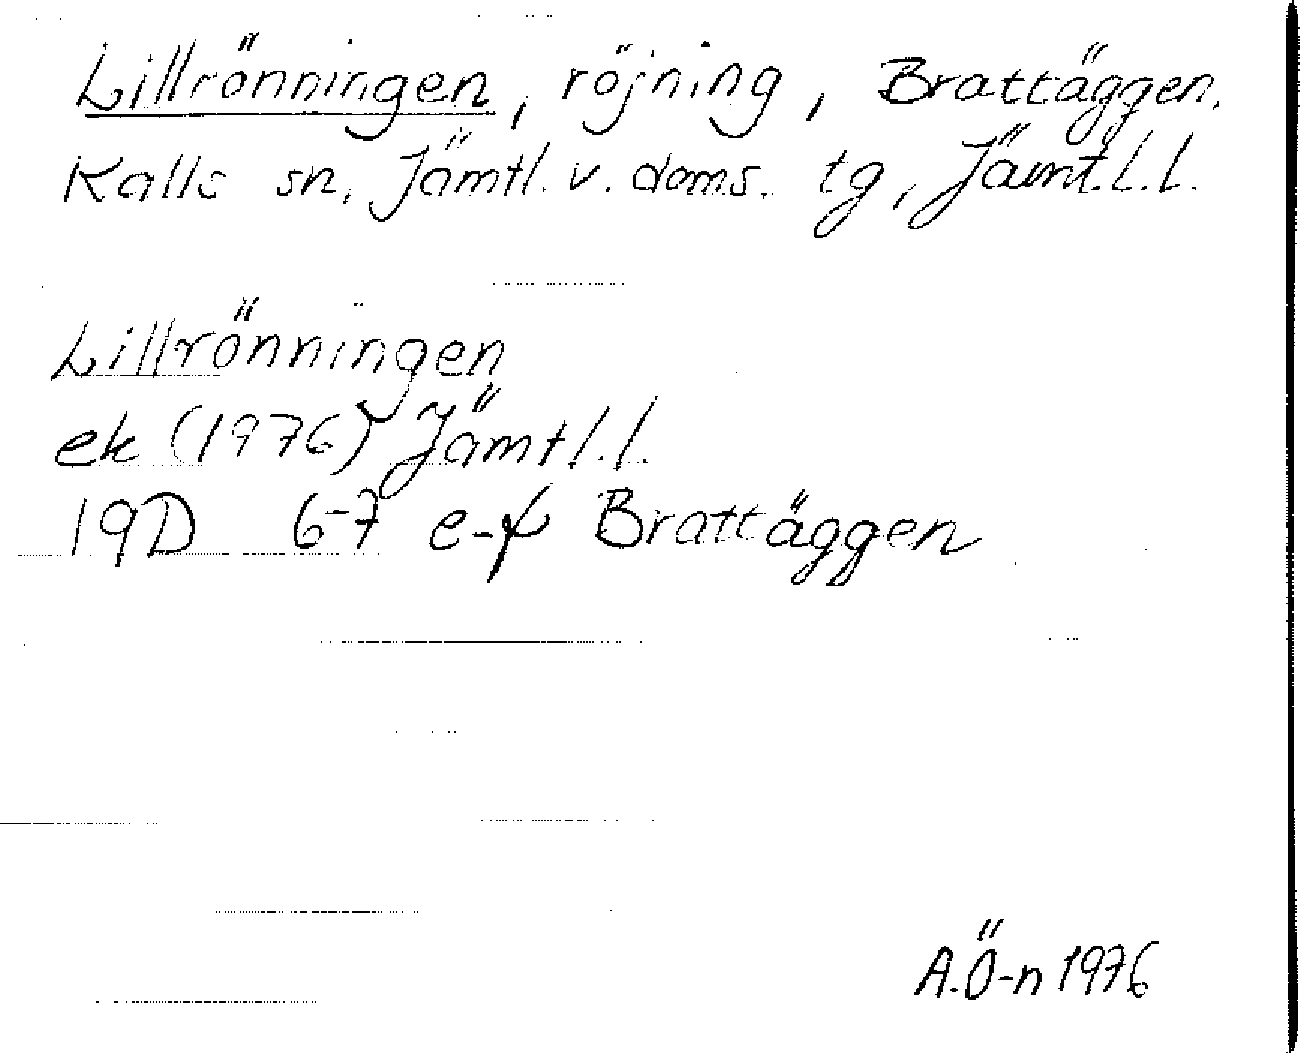 Lillrönningen, röjning, Brattäggen,
Kalls sn, Jämtl. v. doms. tg, Jämt.l.l.
Lillrönningen
ek (1976) Jämtl.l.
19D 6-7 e-f Brattäggen
A.Ö-n 1976